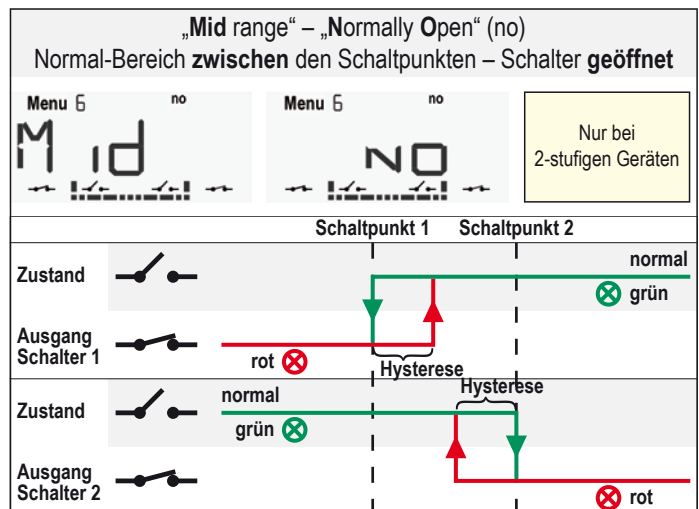 „Mid range“ – „Normally Open“ (no)
Normal-Bereich zwischen den Schaltpunkten – Schalter geöffnet
Menu 6 no
Mid
Menu 6 no
NO
Nur bei
2-stufigen Geräten
Schaltpunkt 1 Schaltpunkt 2
normal
Zustand
grün
Ausgang
Schalter 1
rot
Hysterese
Hysterese
normal
Zustand
grün
Ausgang
Schalter 2
rot